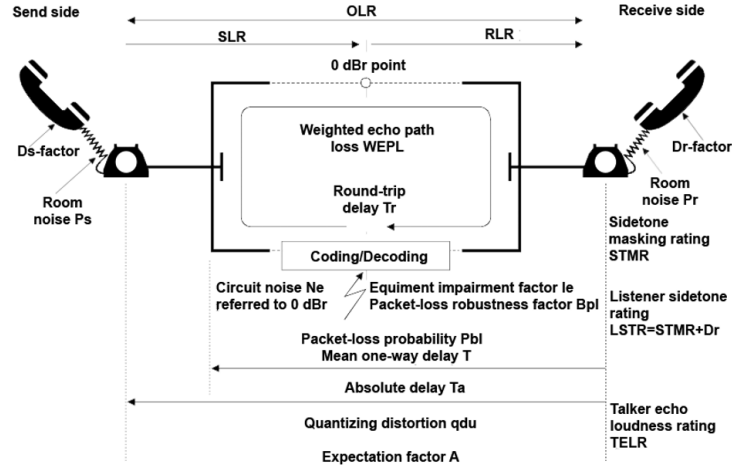 Send side
OLR
Receive side
SLR
RLR
0 dBr point
Weighted echo path
loss WEPL
Ds-factor
Dr-factor
Room
noise Ps
Round-trip
delay Tr
Room
noise Pr
Sidetone
masking rating
STMR
Coding/Decoding
Circuit noise Ne
referred to 0 dBr
Equiment impairment factor Ie
Packet-loss robustness factor Bpl
Listener sidetone
rating
LSTR=STMR+Dr
Packet-loss probability Pbl
Mean one-way delay T
Absolute delay Ta
Talker echo
loudness rating
TELR
Quantizing distortion qdu
Expectation factor A